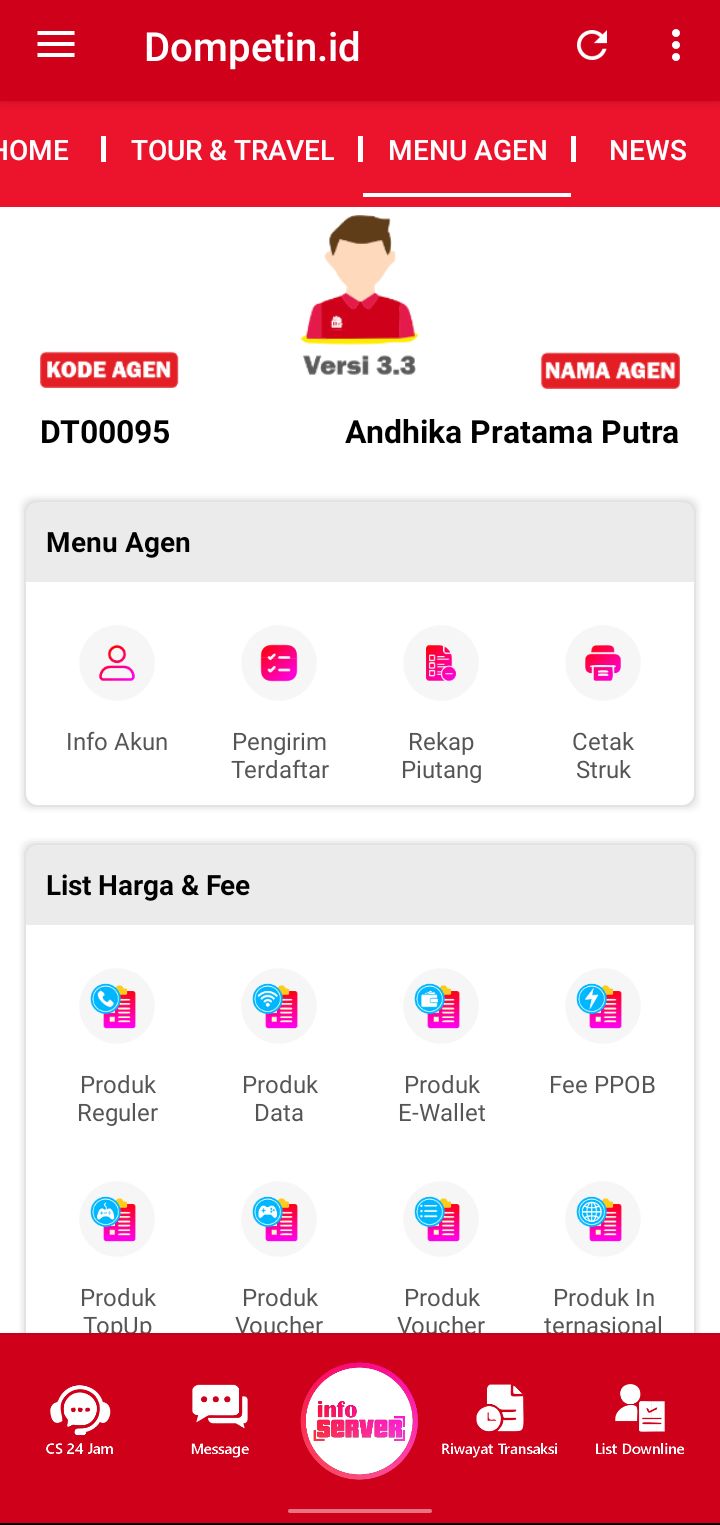 Dompetin.id
HOME | TOUR & TRAVEL | MENU AGEN | NEWS
Versi 3.3
KODE AGEN
NAMA AGEN
DT00095
Andhika Pratama Putra
Menu Agen
Info Akun
Pengirim
Terdaftar
Rekap
Piutang
Cetak
Struk
List Harga & Fee
Produk
Reguler
Produk
Data
Produk
E-Wallet
Fee PPOB
Produk
TopUp
Produk
Voucher
Produk
Voucher
Produk In
ternasional
CS 24 Jam
Message
info
SERVER
Riwayat Transaksi
List Downline